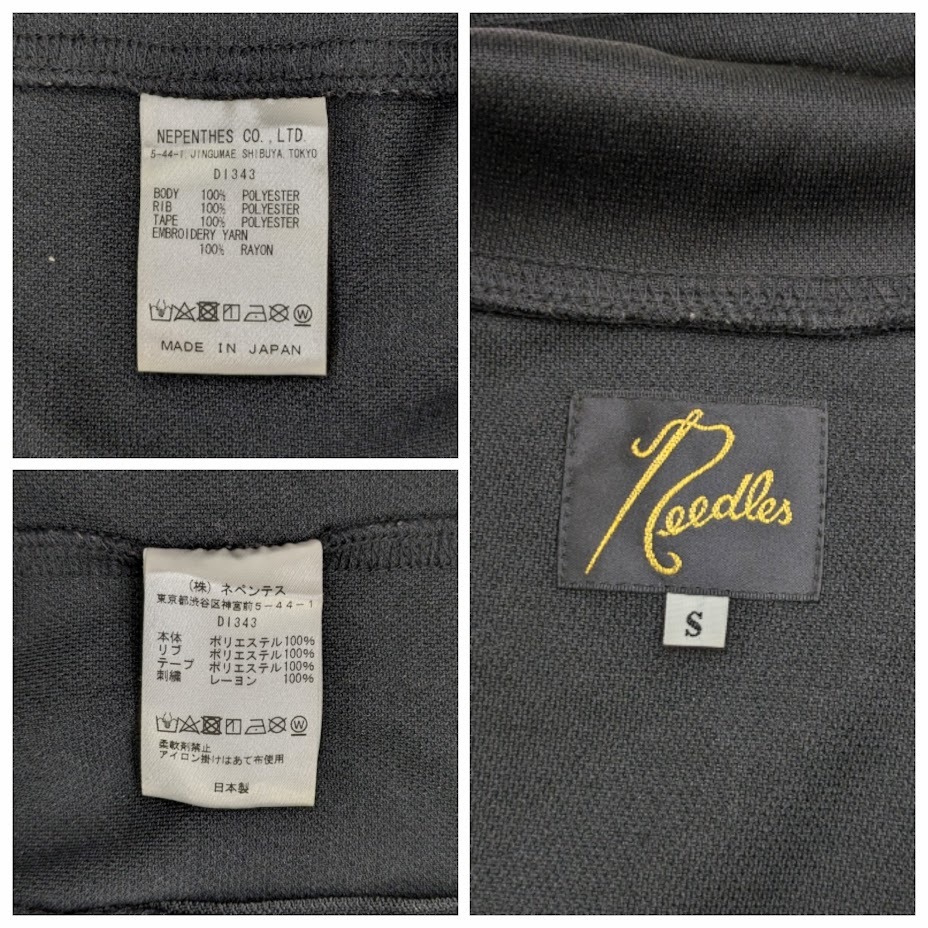 NEPENTHES CO.,LTD.
5-44-1 JINGUMAE SHIBUYA TOKYO
DI343
BODY 100% POLYESTER
RIB 100% POLYESTER
TAPE 100% POLYESTER
EMBROIDERY YARN
100% RAYON
W
MADE IN JAPAN
(株) ネペンテス
東京都渋谷区神宮前5-44-1
DI343
本体 ポリエステル100%
リブ ポリエステル100%
テープ ポリエステル100%
刺繍 レーヨン 100%
W
柔軟剤禁止
アイロン掛けはあて布使用
日本製
Needles
S